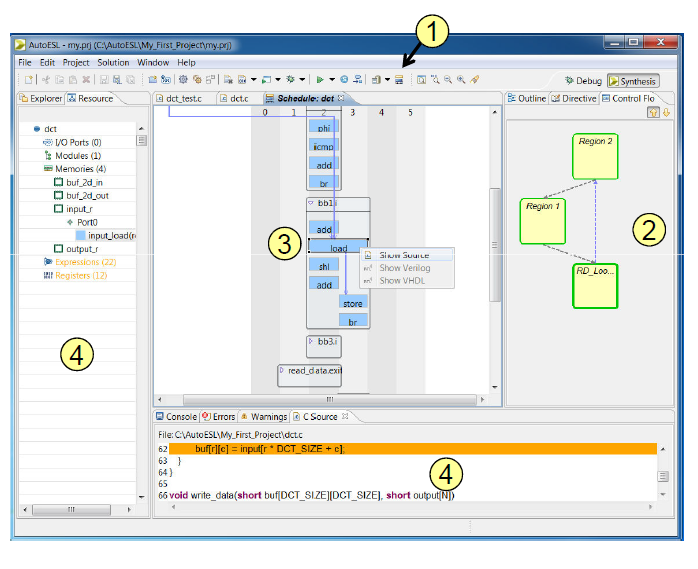 1
AutoESL - my.prj (C:\AutoESL\My_First_Project\my.prj)
File Edit Project Solution Window Help
Debug Synthesis
Explorer Resource
dct_test.c dct.c Schedule: dct
Outline Directive Control Flo
0 1 2 3 4 5
dct
I/O Ports (0)
Modules (1)
Memories (4)
buf_2d_in
buf_2d_out
input_r
Port0
input_load(re
output_r
Expressions (22)
Registers (12)
4
phi
icmp
add
br
bb1.i
add
load
shl
add
store
br
bb3.i
read_data.exit
3
Show Source
Show Verilog
Show VHDL
Region 2
Region 1
2
RD_Loo...
Console Errors Warnings C Source
File: C:\AutoESL\My_First_Project\dct.c
62 buf[r][c] = input[r * DCT_SIZE + c];
63 }
64 }
65
66 void write_data(short buf[DCT_SIZE][DCT_SIZE], short output[N])
4